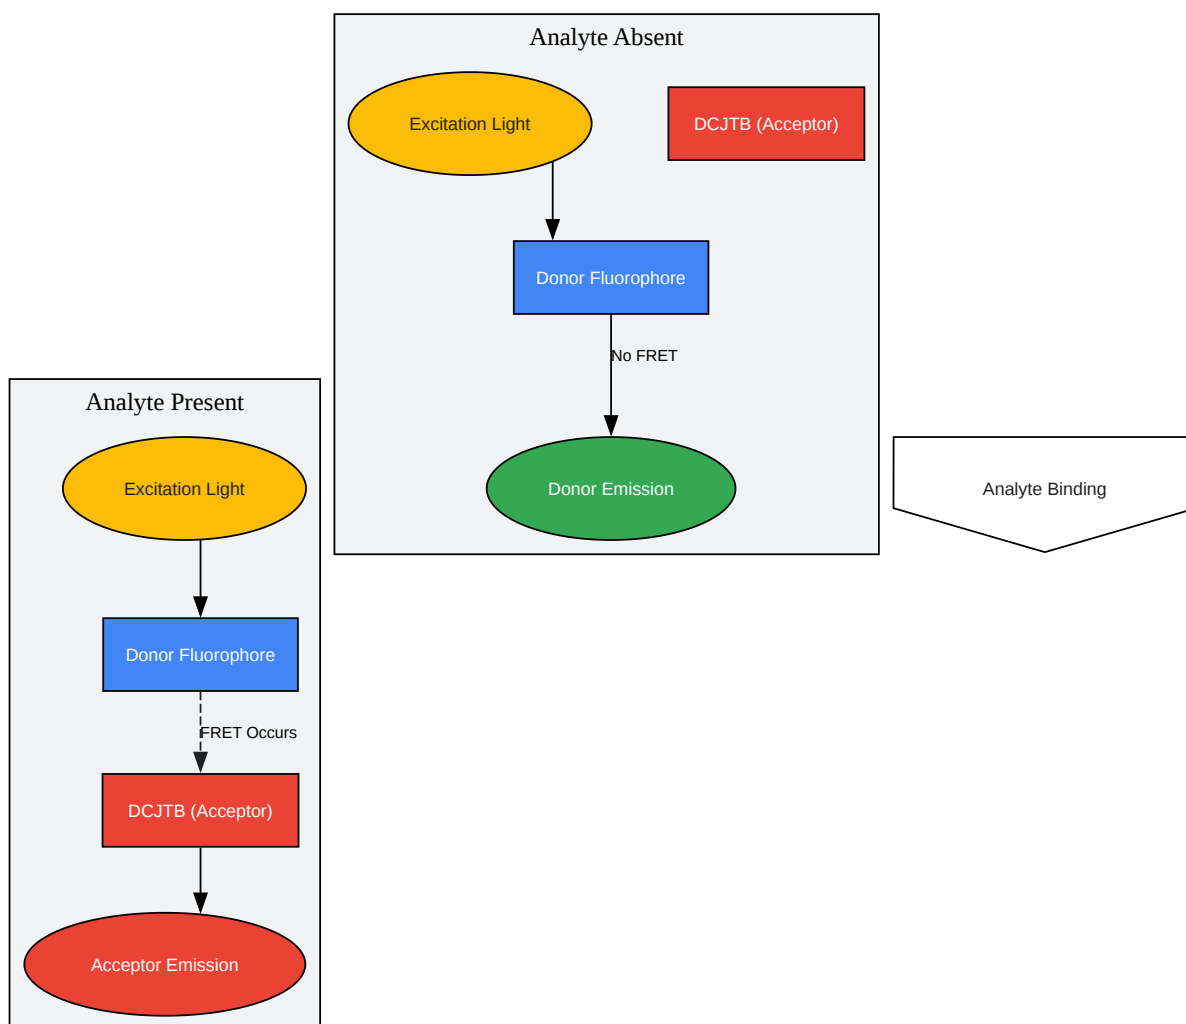 Analyte Absent
Excitation Light
DCJTB (Acceptor)
Donor Fluorophore
No FRET
Donor Emission
Analyte Binding
Analyte Present
Excitation Light
Donor Fluorophore
FRET Occurs
DCJTB (Acceptor)
Acceptor Emission